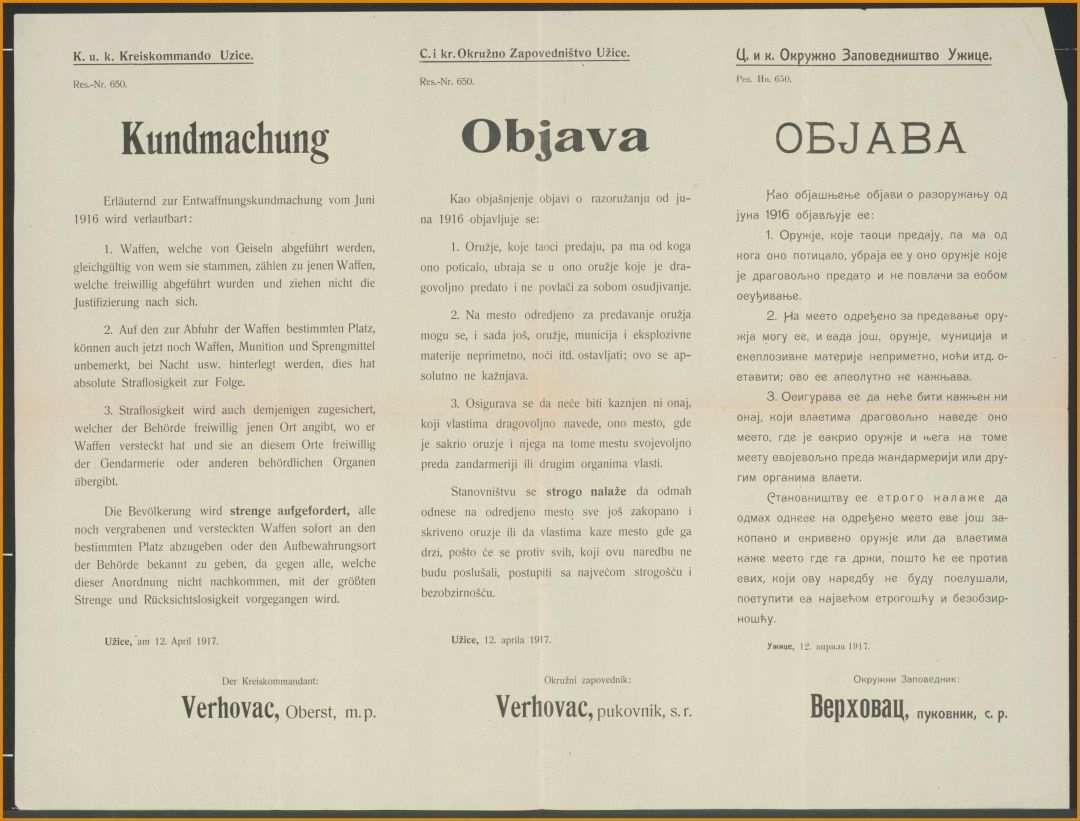 K. u. k. Kreiskommando Uzice.
Res.-Nr. 650.
Kundmachung
Erläuternd zur Entwaffnungskundmachung vom Juni
1916 wird verlautbart:
1. Waffen, welche von Geiseln abgeführt werden,
gleichgültig von wem sie stammen, zählen zu jenen Waffen,
welche freiwillig abgeführt wurden und ziehen nicht die
Justifizierung nach sich.
2. Auf den zur Abfuhr der Waffen bestimmten Platz,
können auch jetzt noch Waffen, Munition und Sprengmittel
unbemerkt, bei Nacht usw. hinterlegt werden, dies hat
absolute Straflosigkeit zur Folge.
3. Straflosigkeit wird auch demjenigen zugesichert,
welcher der Behörde freiwillig jenen Ort angibt, wo er
Waffen versteckt hat und sie an diesem Orte freiwillig
der Gendarmerie oder anderen behördlichen Organen
übergibt.
Die Bevölkerung wird strenge aufgefordert, alle
noch vergrabenen und versteckten Waffen sofort an den
bestimmten Platz abzugeben oder den Aufbewahrungsort
der Behörde bekannt zu geben, da gegen alle, welche
dieser Anordnung nicht nachkommen, mit der größten
Strenge und Rücksichtslosigkeit vorgegangen wird.
Užice, am 12. April 1917.
Der Kreiskommandant:
Verhovac, Oberst, m. p.
C. i kr. Okružno Zapovedništvo Užice.
Res.-Nr. 650.
Objava
Kao objašnjenje objavi o razoružanju od ju-
na 1916 objavljuje se:
1. Oružje, koje taoci predaju, pa ma od koga
ono poticalo, ubraja se u ono oružje koje je dra-
govoljno predato i ne povlači za sobom osudjivanje.
2. Na mesto odredjeno za predavanje oružja
mogu se, i sada još, oružje, municija i eksplozivne
materije neprimetno, noći itd. ostavljati; ovo se ap-
solutno ne kažnjava.
3. Osigurava se da neće biti kaznjen ni onaj,
koji vlastima dragovoljno navede, ono mesto, gde
je sakrio oruzje i njega na tome mestu svojevoljno
preda zandarmeriji ili drugim organima vlasti.
Stanovništvu se strogo nalaže da odmah
odnese na odredjeno mesto sve još zakopano i
skriveno oruzje ili da vlastima kaze mesto gde ga
drzi, pošto će se protiv svih, koji ovu naredbu ne
budu poslušali, postupiti sa najvećom strogošću i
bezobzirnošću.
Užice, 12. aprila 1917.
Okružni zapovednik:
Verhovac, pukovnik, s. r.
Ц. и к. Окружно Заповедништво Ужице.
Рез. Нн. 650.
ОБЈАВА
Као објашњење објави о разоружању од
јуна 1916 објављује се:
1. Оружје, које таоци предају, па ма од
кога оно потицало, убраја се у оно оружје које
је драговољно предато и не повлачи за собом
осуђивање.
2. На место одређено за предевање ору-
жја могу се, и сада још, оружје, муниција и
експлозивне материје неприметно, ноћи итд. о-
ставити; ово се апсолутно не кажњава.
3. Осигурава се да неће бити кажњен ни
онај, који властима драговољно наведе оно
место, где је сакрио оружје и њега на томе
месту својевољно преда жандармерији или дру-
гим органима власти.
Становништву се строго налаже да
одмах однесе на одређено место све још за-
копано и скривено оружје или да властима
каже место где га држи, пошто ће се против
свих, који ову наредбу не буду послушали,
поступити са највећом строгошћу и безобзир-
ношћу.
Ужице, 12. априла 1917.
Окружни Заповедник:
Верховац, пуковник, с. р.